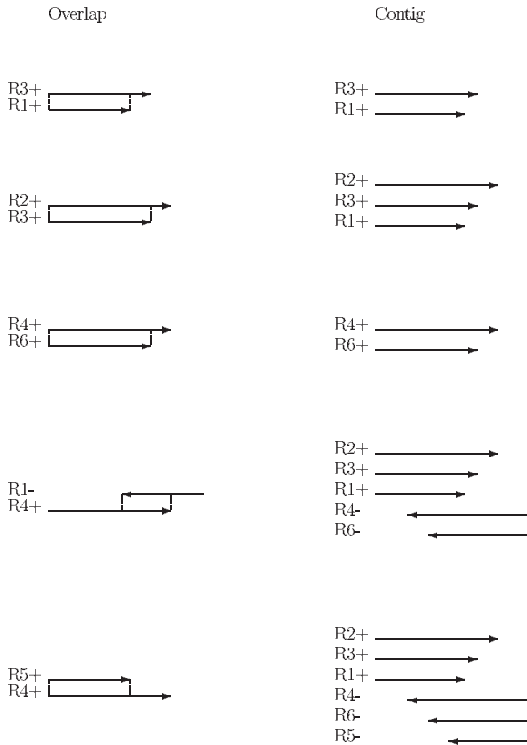 Overlap Contig
R3+ R3+
R1+ R1+
R2+ R2+
R3+ R3+
R1+
R4+ R4+
R6+ R6+
R2+
R3+
R1- R1+
R4+ R4-
R6-
R2+
R3+
R5+ R1+
R4+ R4-
R6-
R5-